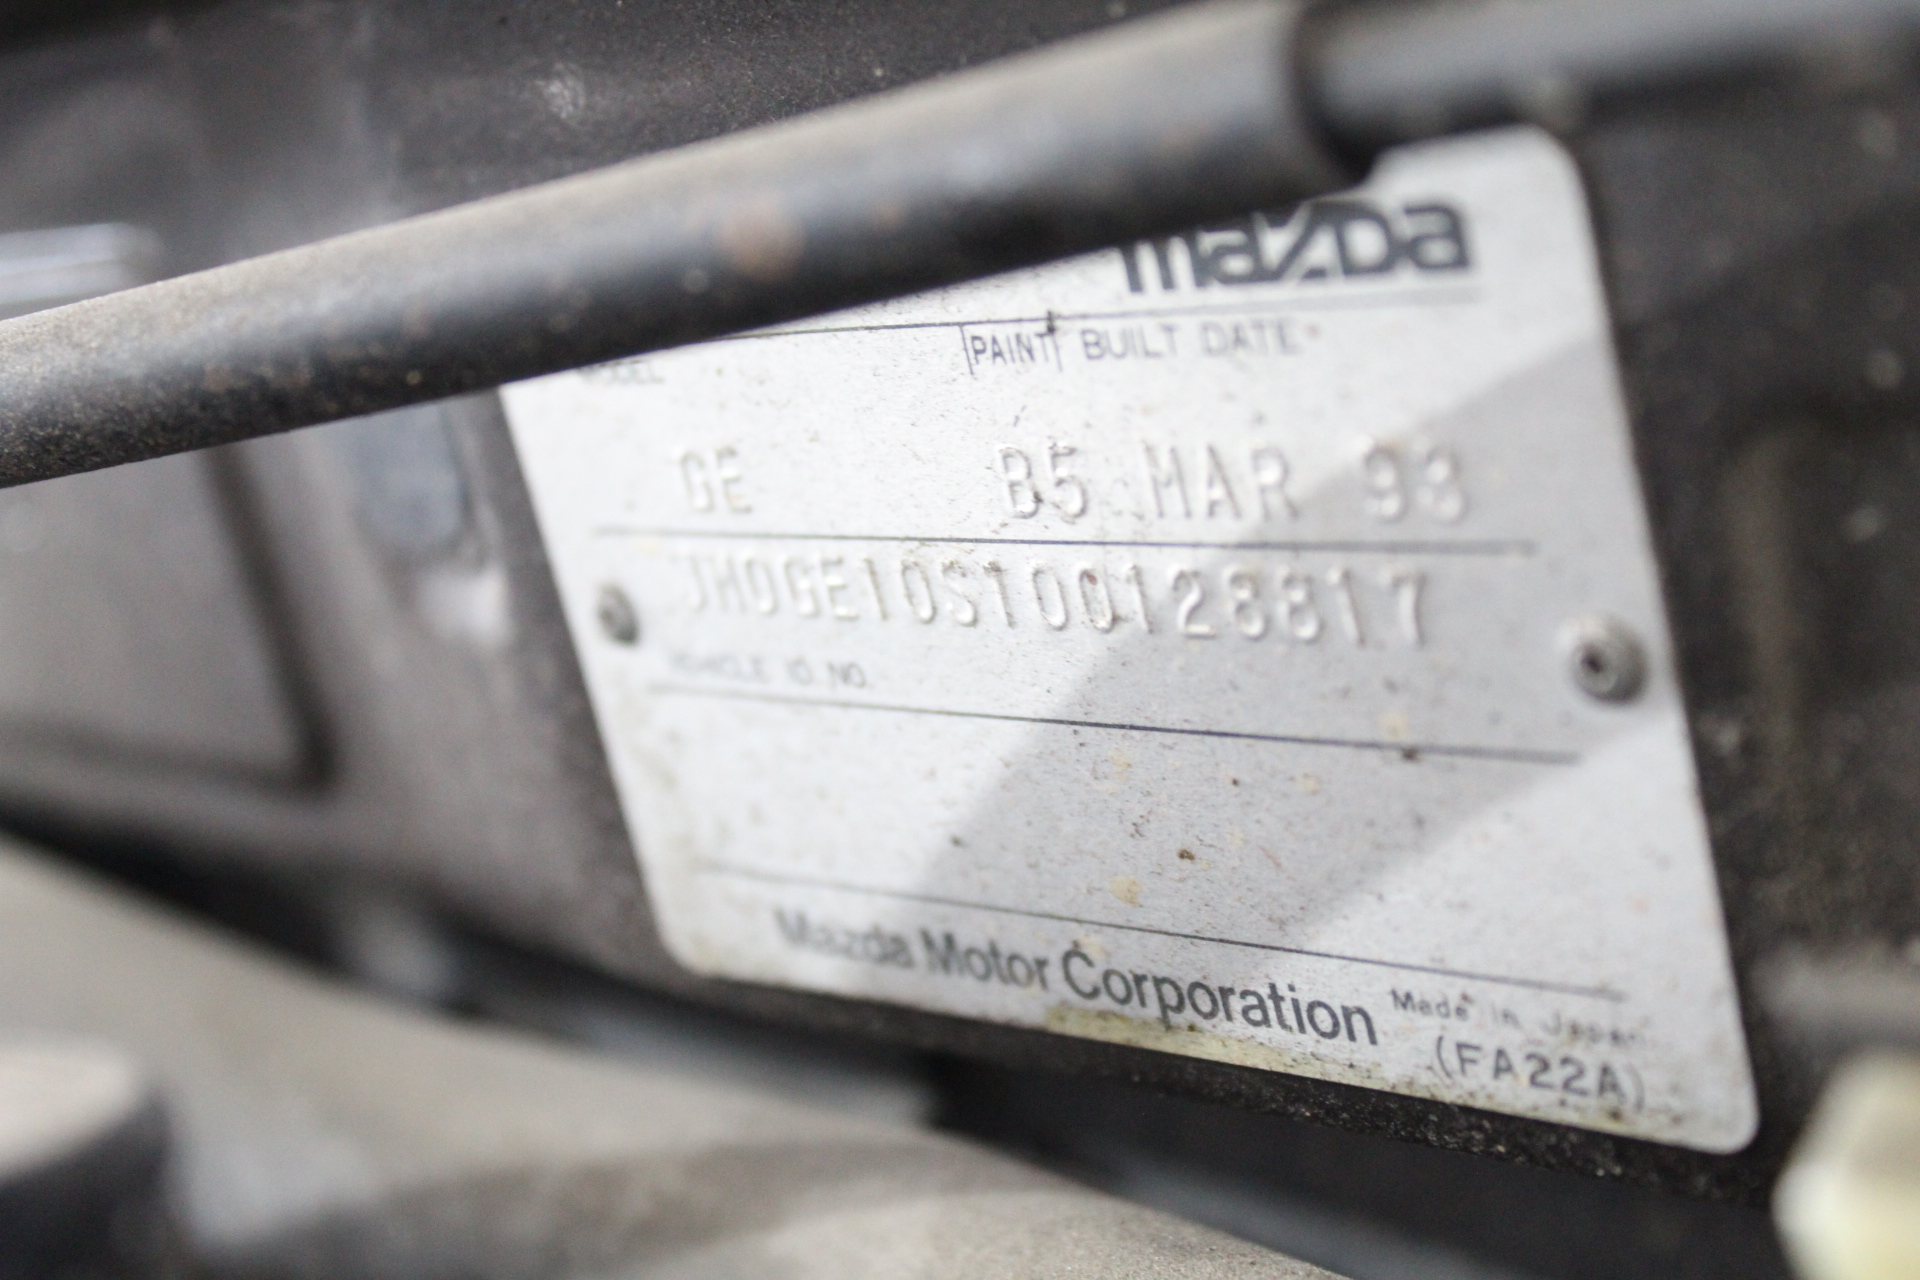 mazda
MODEL PAINT BUILT DATE
GE B5 MAR 93
JM0GE10S100128817
VEHICLE ID. NO.
Mazda Motor Corporation Made in Japan
(FA22A)